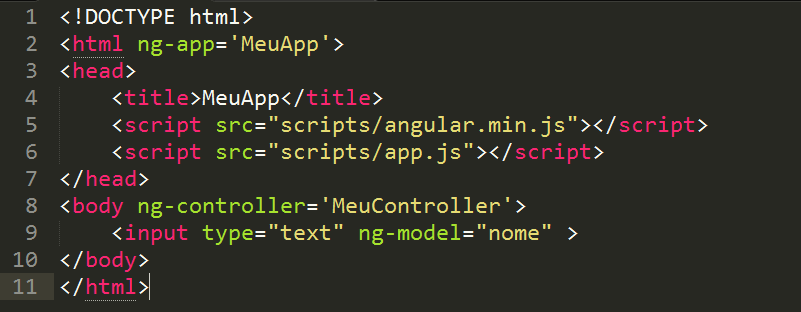 1 <!DOCTYPE html>
2 <html ng-app='MeuApp'>
3 <head>
4     <title>MeuApp</title>
5     <script src="scripts/angular.min.js"></script>
6     <script src="scripts/app.js"></script>
7 </head>
8 <body ng-controller='MeuController'>
9     <input type="text" ng-model="nome" >
10 </body>
11 </html>